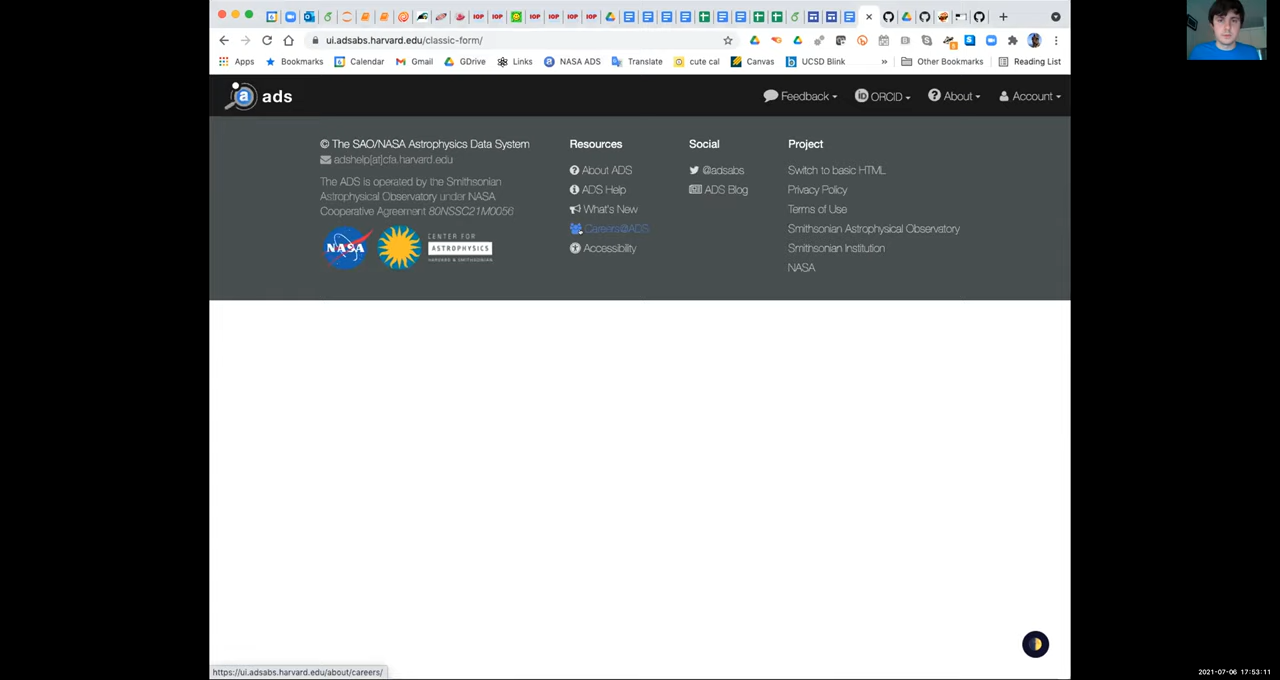 ui.adsabs.harvard.edu/classic-form/
Apps
Bookmarks
Calendar
Gmail
GDrive
Links
NASA ADS
Translate
cute cal
Canvas
UCSD Blink
»
Other Bookmarks
Reading List
a ads
Feedback
iD ORCiD
About
Account
© The SAO/NASA Astrophysics Data System
adshelp[at]cfa.harvard.edu
The ADS is operated by the Smithsonian
Astrophysical Observatory under NASA
Cooperative Agreement 80NSSC21M0056
NASA
CENTER FOR
ASTROPHYSICS
HARVARD & SMITHSONIAN
Resources
About ADS
ADS Help
What's New
Careers@ADS
Accessibility
Social
@adsabs
ADS Blog
Project
Switch to basic HTML
Privacy Policy
Terms of Use
Smithsonian Astrophysical Observatory
Smithsonian Institution
NASA
https://ui.adsabs.harvard.edu/about/careers/
2021-07-06 17:53:11